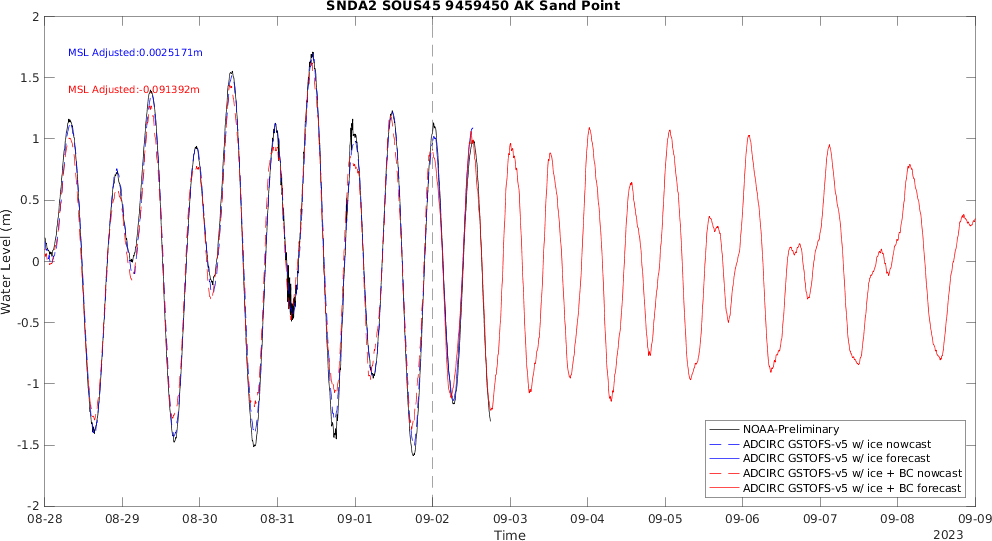 SNDA2 SOUS45 9459450 AK Sand Point
MSL Adjusted:0.0025171m
MSL Adjusted:-0.091392m
Water Level (m)
2
1.5
1
0.5
0
-0.5
-1
-1.5
-2
NOAA-Preliminary
ADCIRC GSTOFS-v5 w/ ice nowcast
ADCIRC GSTOFS-v5 w/ ice forecast
ADCIRC GSTOFS-v5 w/ ice + BC nowcast
ADCIRC GSTOFS-v5 w/ ice + BC forecast
08-28 08-29 08-30 08-31 09-01 09-02 09-03 09-04 09-05 09-06 09-07 09-08 09-09
Time
2023